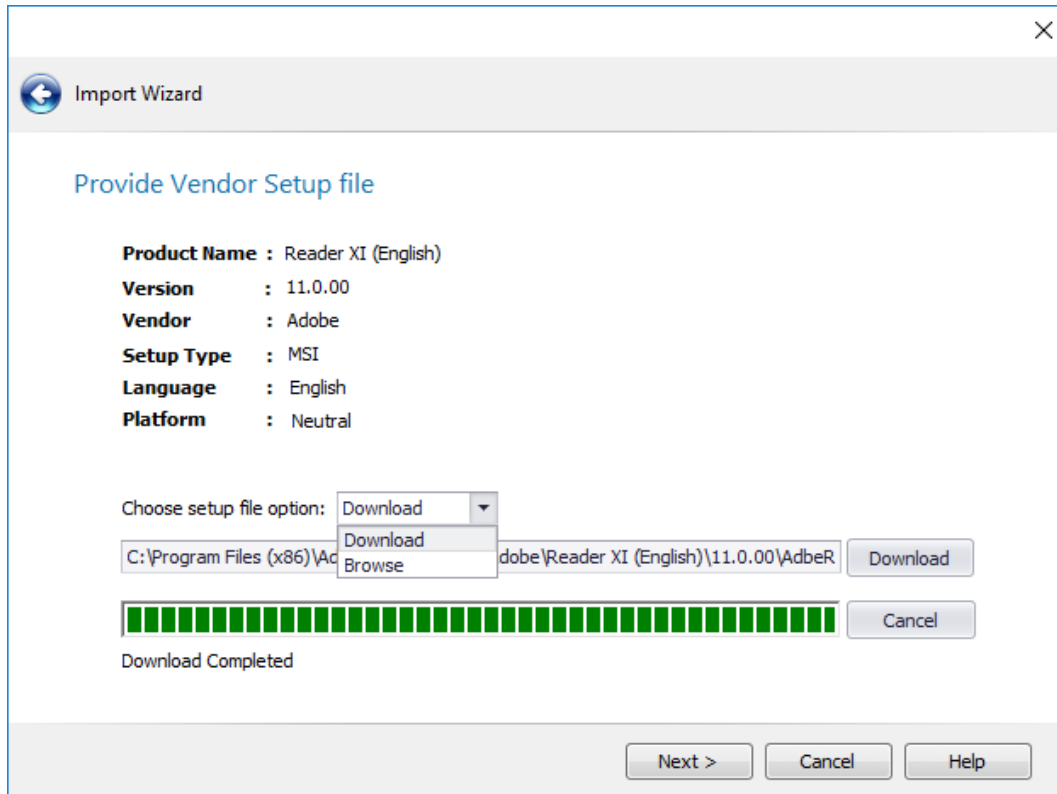 Import Wizard
Provide Vendor Setup file
Product Name : Reader XI (English)
Version : 11.0.00
Vendor : Adobe
Setup Type : MSI
Language : English
Platform : Neutral
Choose setup file option: Download
Download
Browse
C:\Program Files (x86)\Ad dobe\Reader XI (English)\11.0.00\AdbeR Download
Cancel
Download Completed
Next > Cancel Help